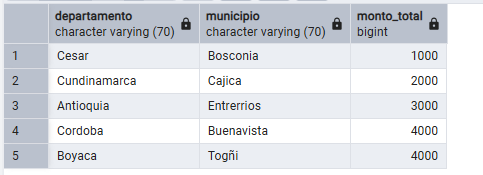 departamento municipio monto_total
character varying (70) character varying (70) bigint
1 Cesar Bosconia 1000
2 Cundinamarca Cajica 2000
3 Antioquia Entrerrios 3000
4 Cordoba Buenavista 4000
5 Boyaca Togñi 4000